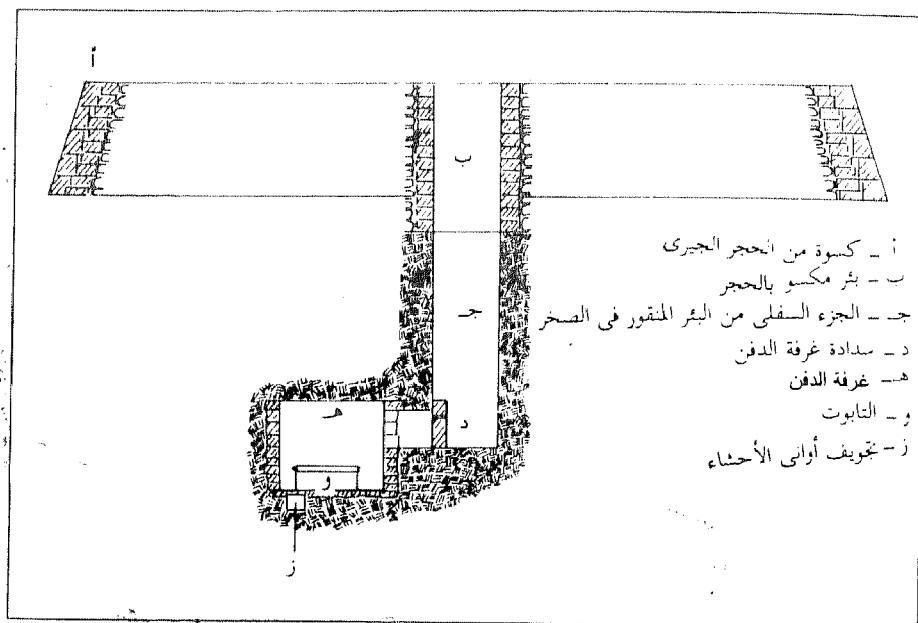 أ
ب
جـ
د
هـ
و
ز
أ – كسوة من الحجر الجيرى
ب – بئر مكسو بالحجر
جـ – الجزء السفلى من البئر المنقور فى الصخر
د – سدادة غرفة الدفن
هـ – غرفة الدفن
و – التابوت
ز – تجويف أوانى الأحشاء